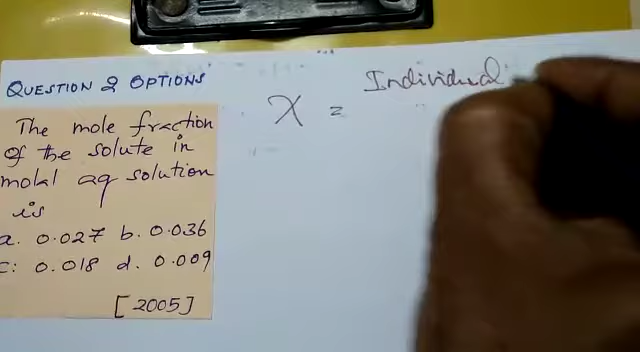 QUESTION & OPTIONS
The mole fraction
of the solute in
molal aq solution
is
a. 0.027 b. 0.036
c: 0.018 d. 0.009
[2005]
Individual
X =